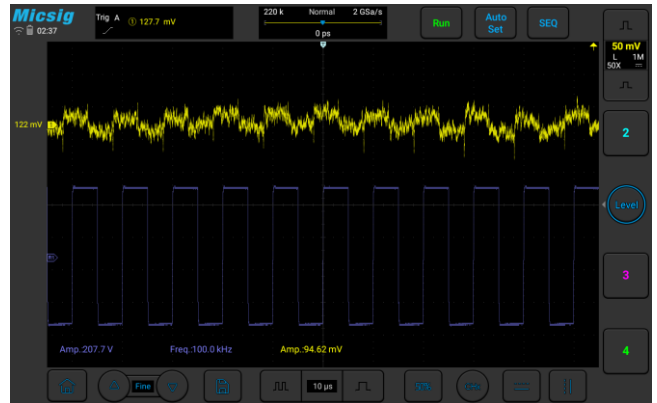 Micsig
02:37
Trig A ① 127.7 mV
220 k Normal 2 GSa/s
0 ps
Run
Auto
Set
SEQ
50 mV
L 1M
50X
122 mV
2
Level
3
4
Amp.:207.7 V Freq.:100.0 kHz Amp.:94.62 mV
Fine
10 µs